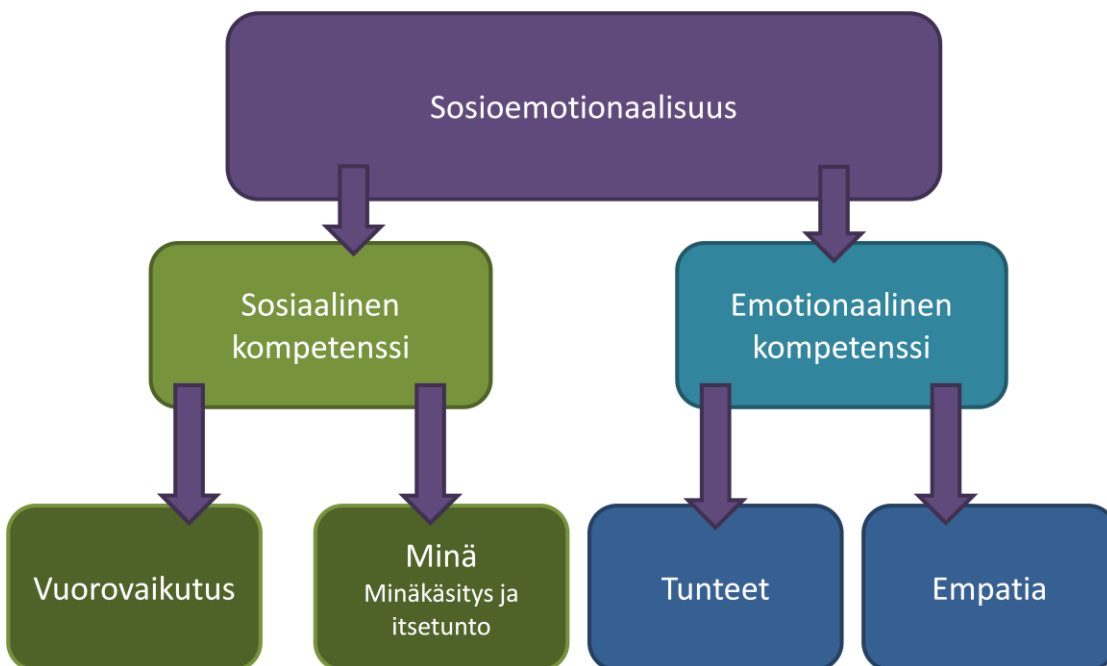 Sosioemotionaalisuus
Sosiaalinen
kompetenssi
Emotionaalinen
kompetenssi
Vuorovaikutus
Minä
Minäkäsitys ja
itsetunto
Tunteet
Empatia